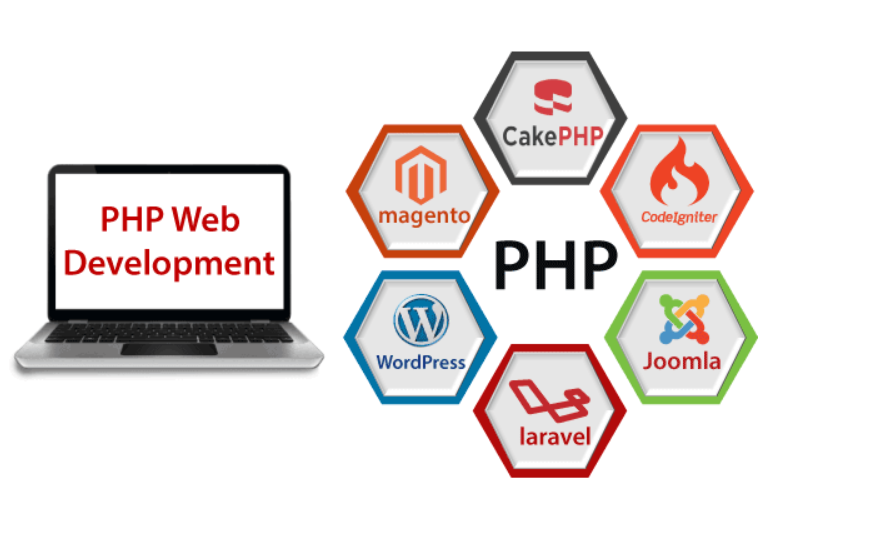 PHP Web
Development
CakePHP
magento
CodeIgniter
PHP
WordPress
Joomla
laravel